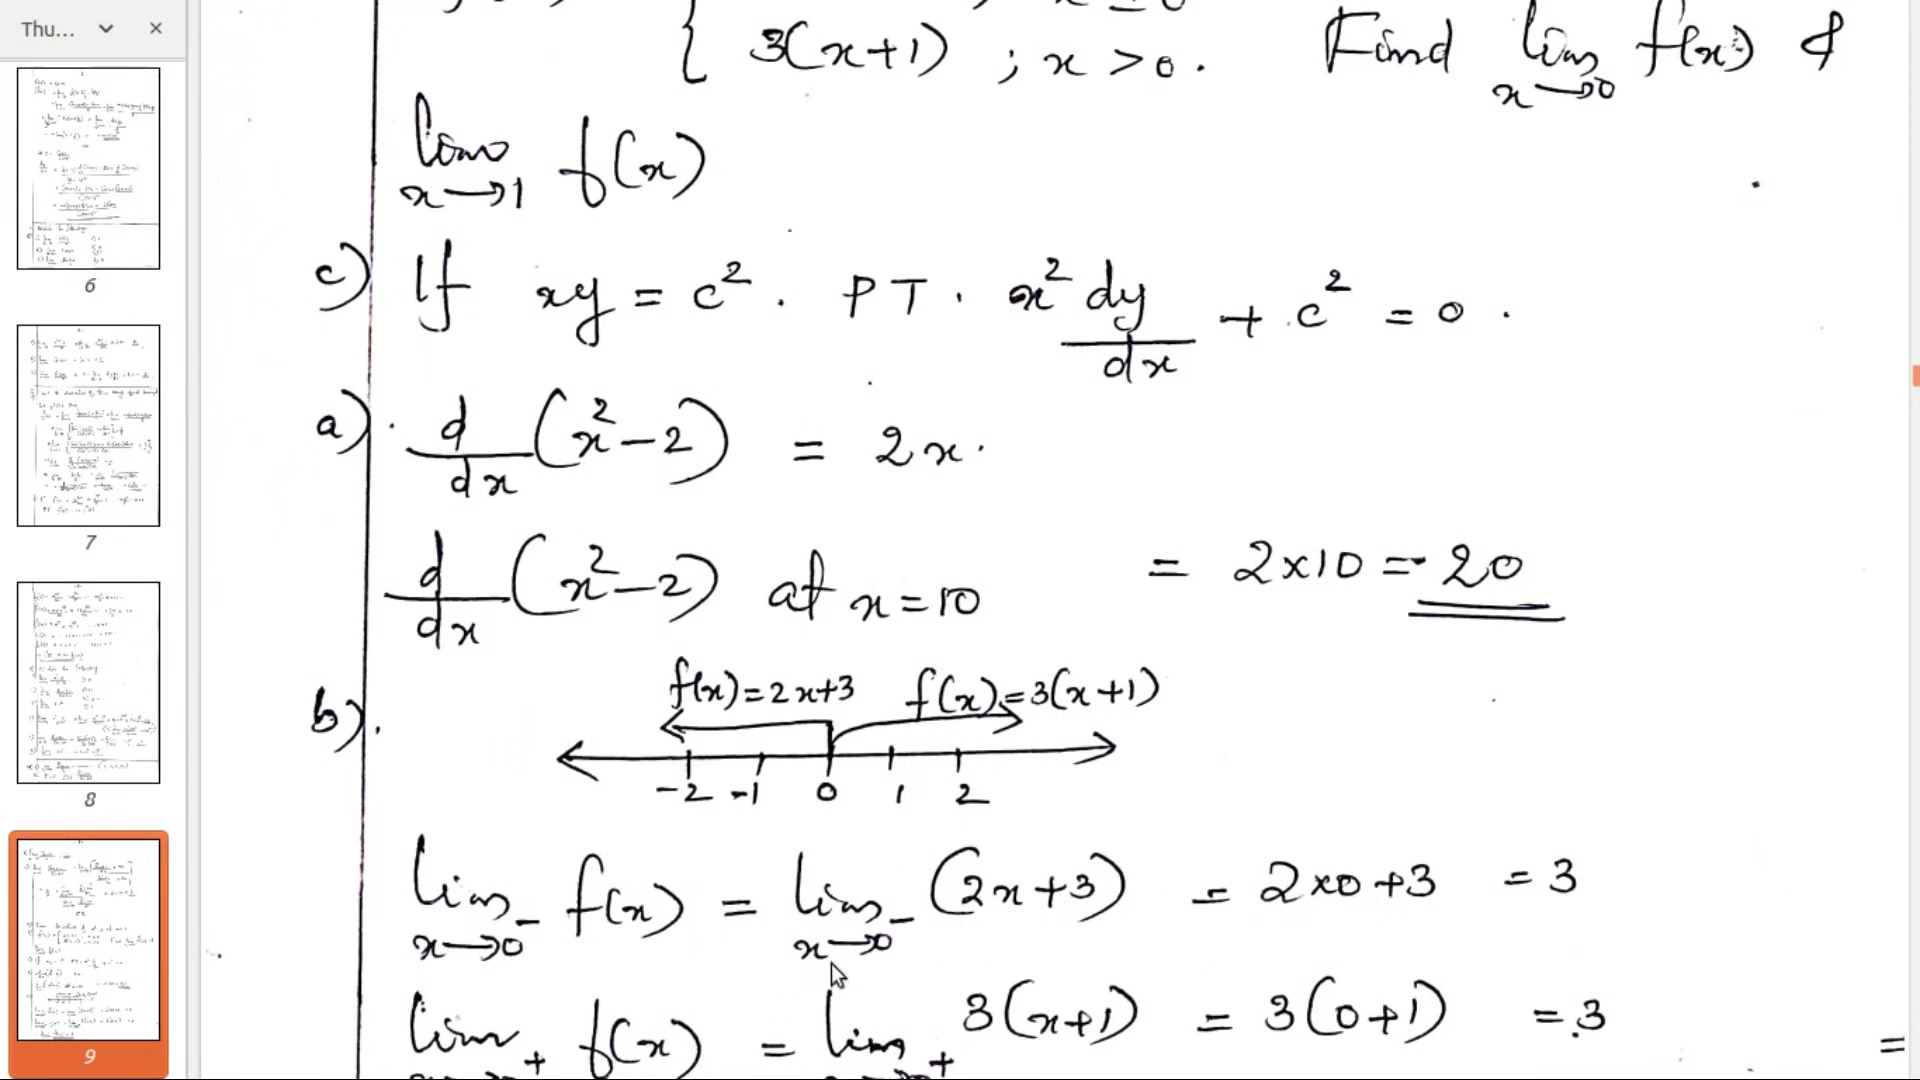 Thu...
6
7
8
9
3(x+1) ; x > 0. Find lim x→0 f(x) &
lim x→1 f(x)
c) If xy = c². PT. x² dy/dx + c² = 0.
a). d/dx (x²-2) = 2x.
d/dx (x²-2) at x=10 = 2×10 = 20
b). f(x)=2x+3 f(x)=3(x+1)
-2 -1 0 1 2
lim x→0⁻ f(x) = lim x→0⁻ (2x+3) = 2×0+3 = 3
lim + f(x) = lim + 3(x+1) = 3(0+1) = 3
=